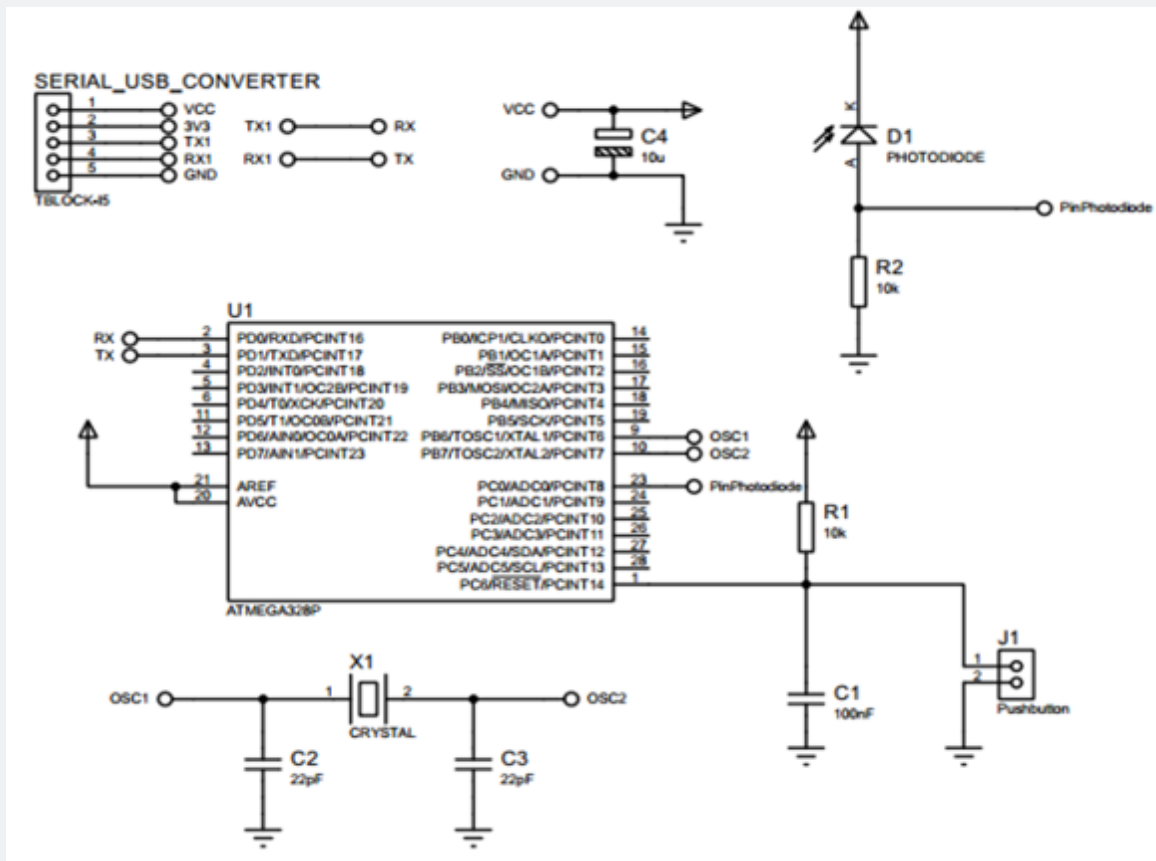 SERIAL_USB_CONVERTER
1 VCC
2 3V3
3 TX1
4 RX1
5 GND
TBLOCK-I5
TX1 RX
RX1 TX
VCC
C4
10u
GND
K
A
D1
PHOTODIODE
PinPhotodiode
R2
10k
U1
RX 2 PD0/RXD/PCINT16
TX 3 PD1/TXD/PCINT17
4 PD2/INT0/PCINT18
5 PD3/INT1/OC2B/PCINT19
6 PD4/T0/XCK/PCINT20
11 PD5/T1/OC0B/PCINT21
12 PD6/AIN0/OC0A/PCINT22
13 PD7/AIN1/PCINT23
21 AREF
20 AVCC
PB0/ICP1/CLKO/PCINT0 14
PB1/OC1A/PCINT1 15
PB2/SS/OC1B/PCINT2 16
PB3/MOSI/OC2A/PCINT3 17
PB4/MISO/PCINT4 18
PB5/SCK/PCINT5 19
PB6/TOSC1/XTAL1/PCINT6 9 OSC1
PB7/TOSC2/XTAL2/PCINT7 10 OSC2
PC0/ADC0/PCINT8 23 PinPhotodiode
PC1/ADC1/PCINT9 24
PC2/ADC2/PCINT10 25
PC3/ADC3/PCINT11 26
PC4/ADC4/SDA/PCINT12 27
PC5/ADC5/SCL/PCINT13 28
PC6/RESET/PCINT14 1
ATMEGA328P
R1
10k
C1
100nF
J1
1
2
Pushbutton
X1
OSC1 1 2 OSC2
CRYSTAL
C2
22pF
C3
22pF